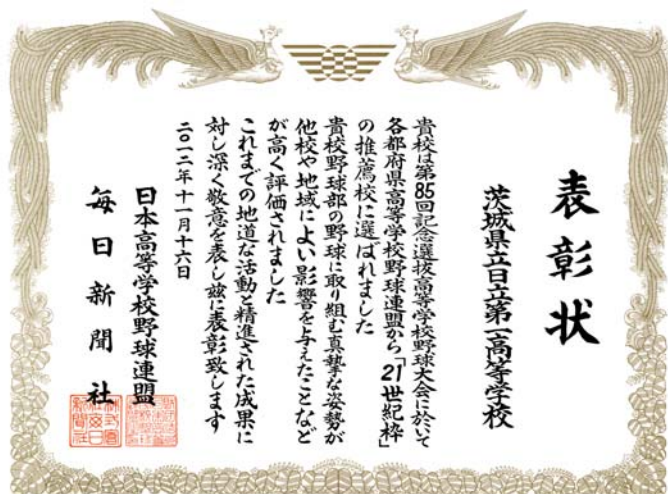 表彰状
茨城県立日立第一高等学校
貴校は第85回記念選抜高等学校野球大会に於いて
各都府県高等学校野球連盟から「21世紀枠」
の推薦校に選ばれました
貴校野球部の野球に取り組む真摯な姿勢が
他校や地域によい影響を与えたことなど
が高く評価されました
これまでの地道な活動と精進された成果に
対し深く敬意を表し玆に表彰致します
二〇一二年十一月十六日
日本高等学校野球連盟
毎日新聞社